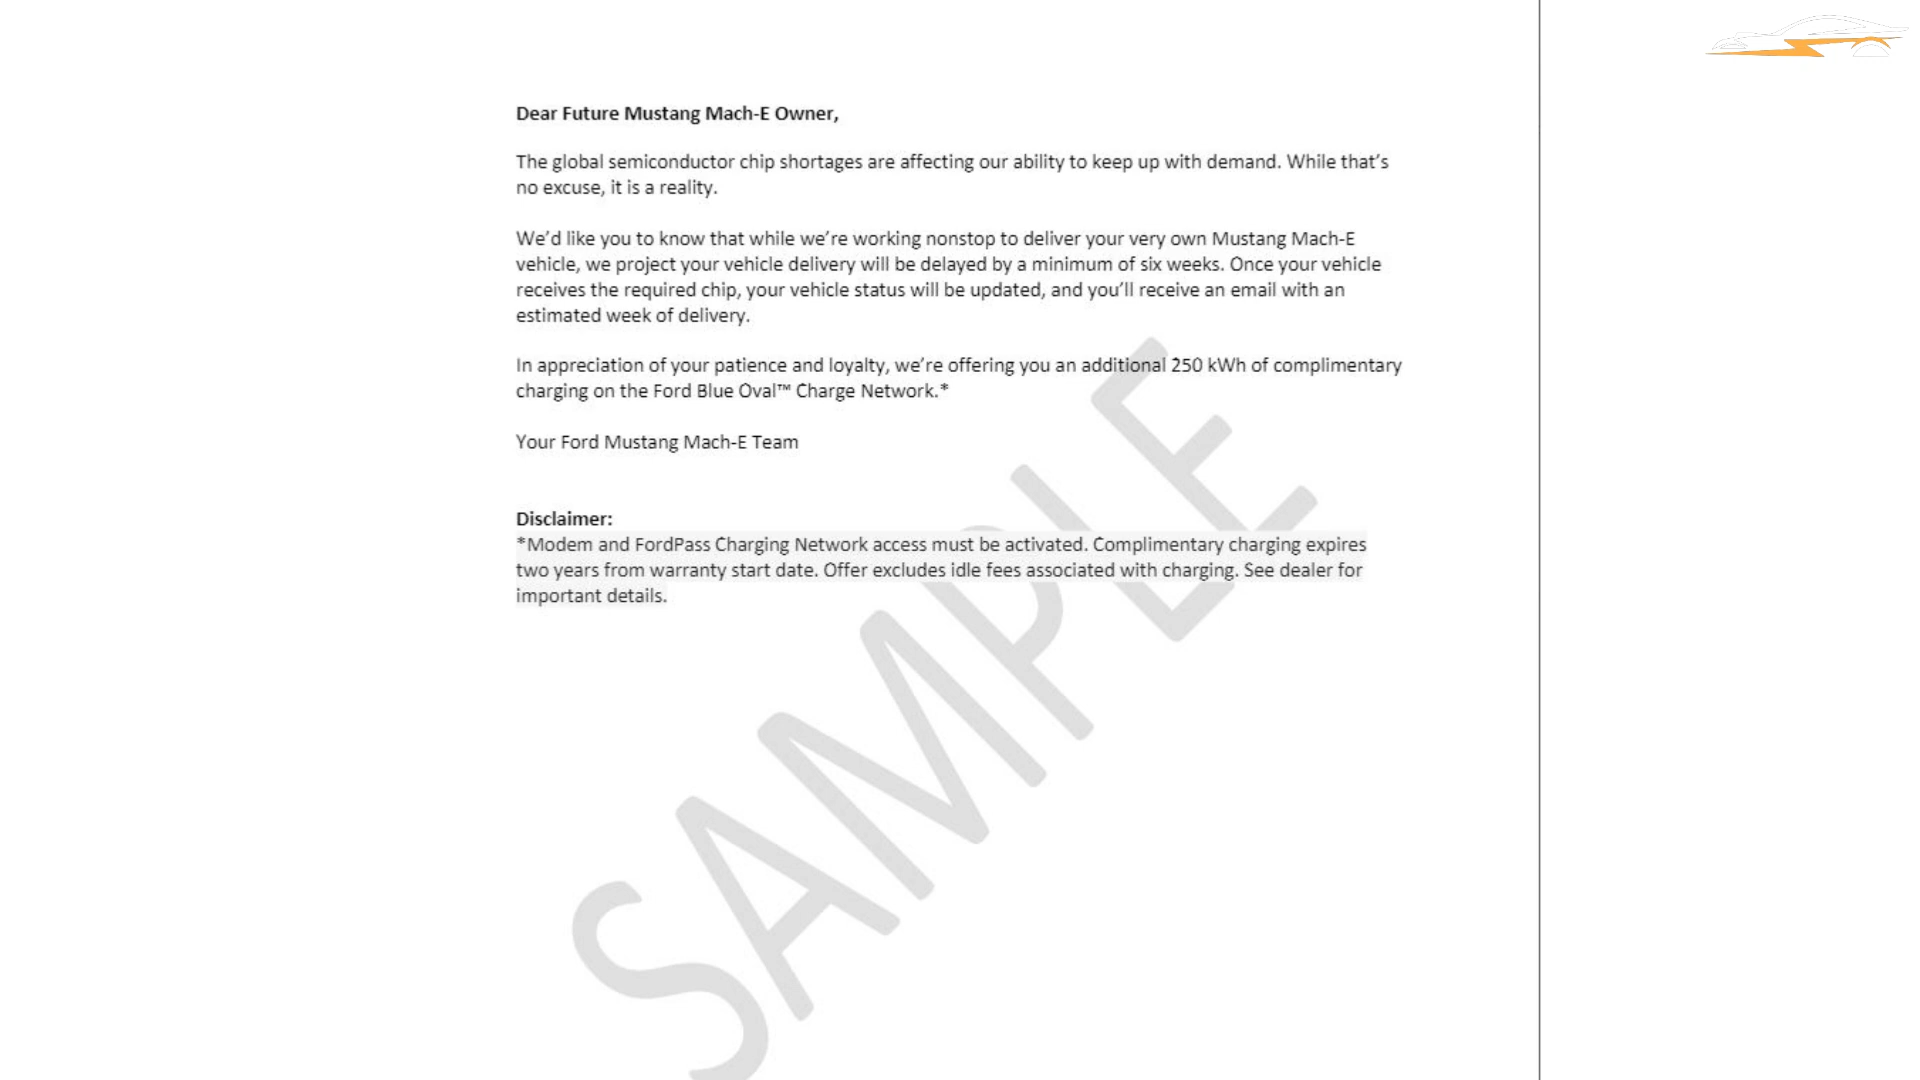 Dear Future Mustang Mach-E Owner,
The global semiconductor chip shortages are affecting our ability to keep up with demand. While that’s
no excuse, it is a reality.
We’d like you to know that while we’re working nonstop to deliver your very own Mustang Mach-E
vehicle, we project your vehicle delivery will be delayed by a minimum of six weeks. Once your vehicle
receives the required chip, your vehicle status will be updated, and you’ll receive an email with an
estimated week of delivery.
In appreciation of your patience and loyalty, we’re offering you an additional 250 kWh of complimentary
charging on the Ford Blue Oval™ Charge Network.*
Your Ford Mustang Mach-E Team
Disclaimer:
*Modem and FordPass Charging Network access must be activated. Complimentary charging expires
two years from warranty start date. Offer excludes idle fees associated with charging. See dealer for
important details.
SAMPLE